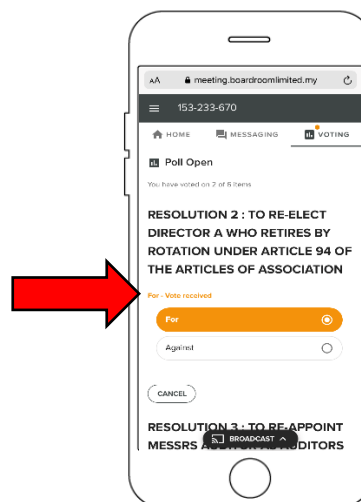 AA meeting.boardroomlimited.my
153-233-670
HOME MESSAGING VOTING
Poll Open
You have voted on 2 of 6 items
RESOLUTION 2 : TO RE-ELECT
DIRECTOR A WHO RETIRES BY
ROTATION UNDER ARTICLE 94 OF
THE ARTICLES OF ASSOCIATION
For - Vote received
For
Against
CANCEL
RESOLUTION 3 : TO RE-APPOINT
BROADCAST
MESSRS AUDITORS